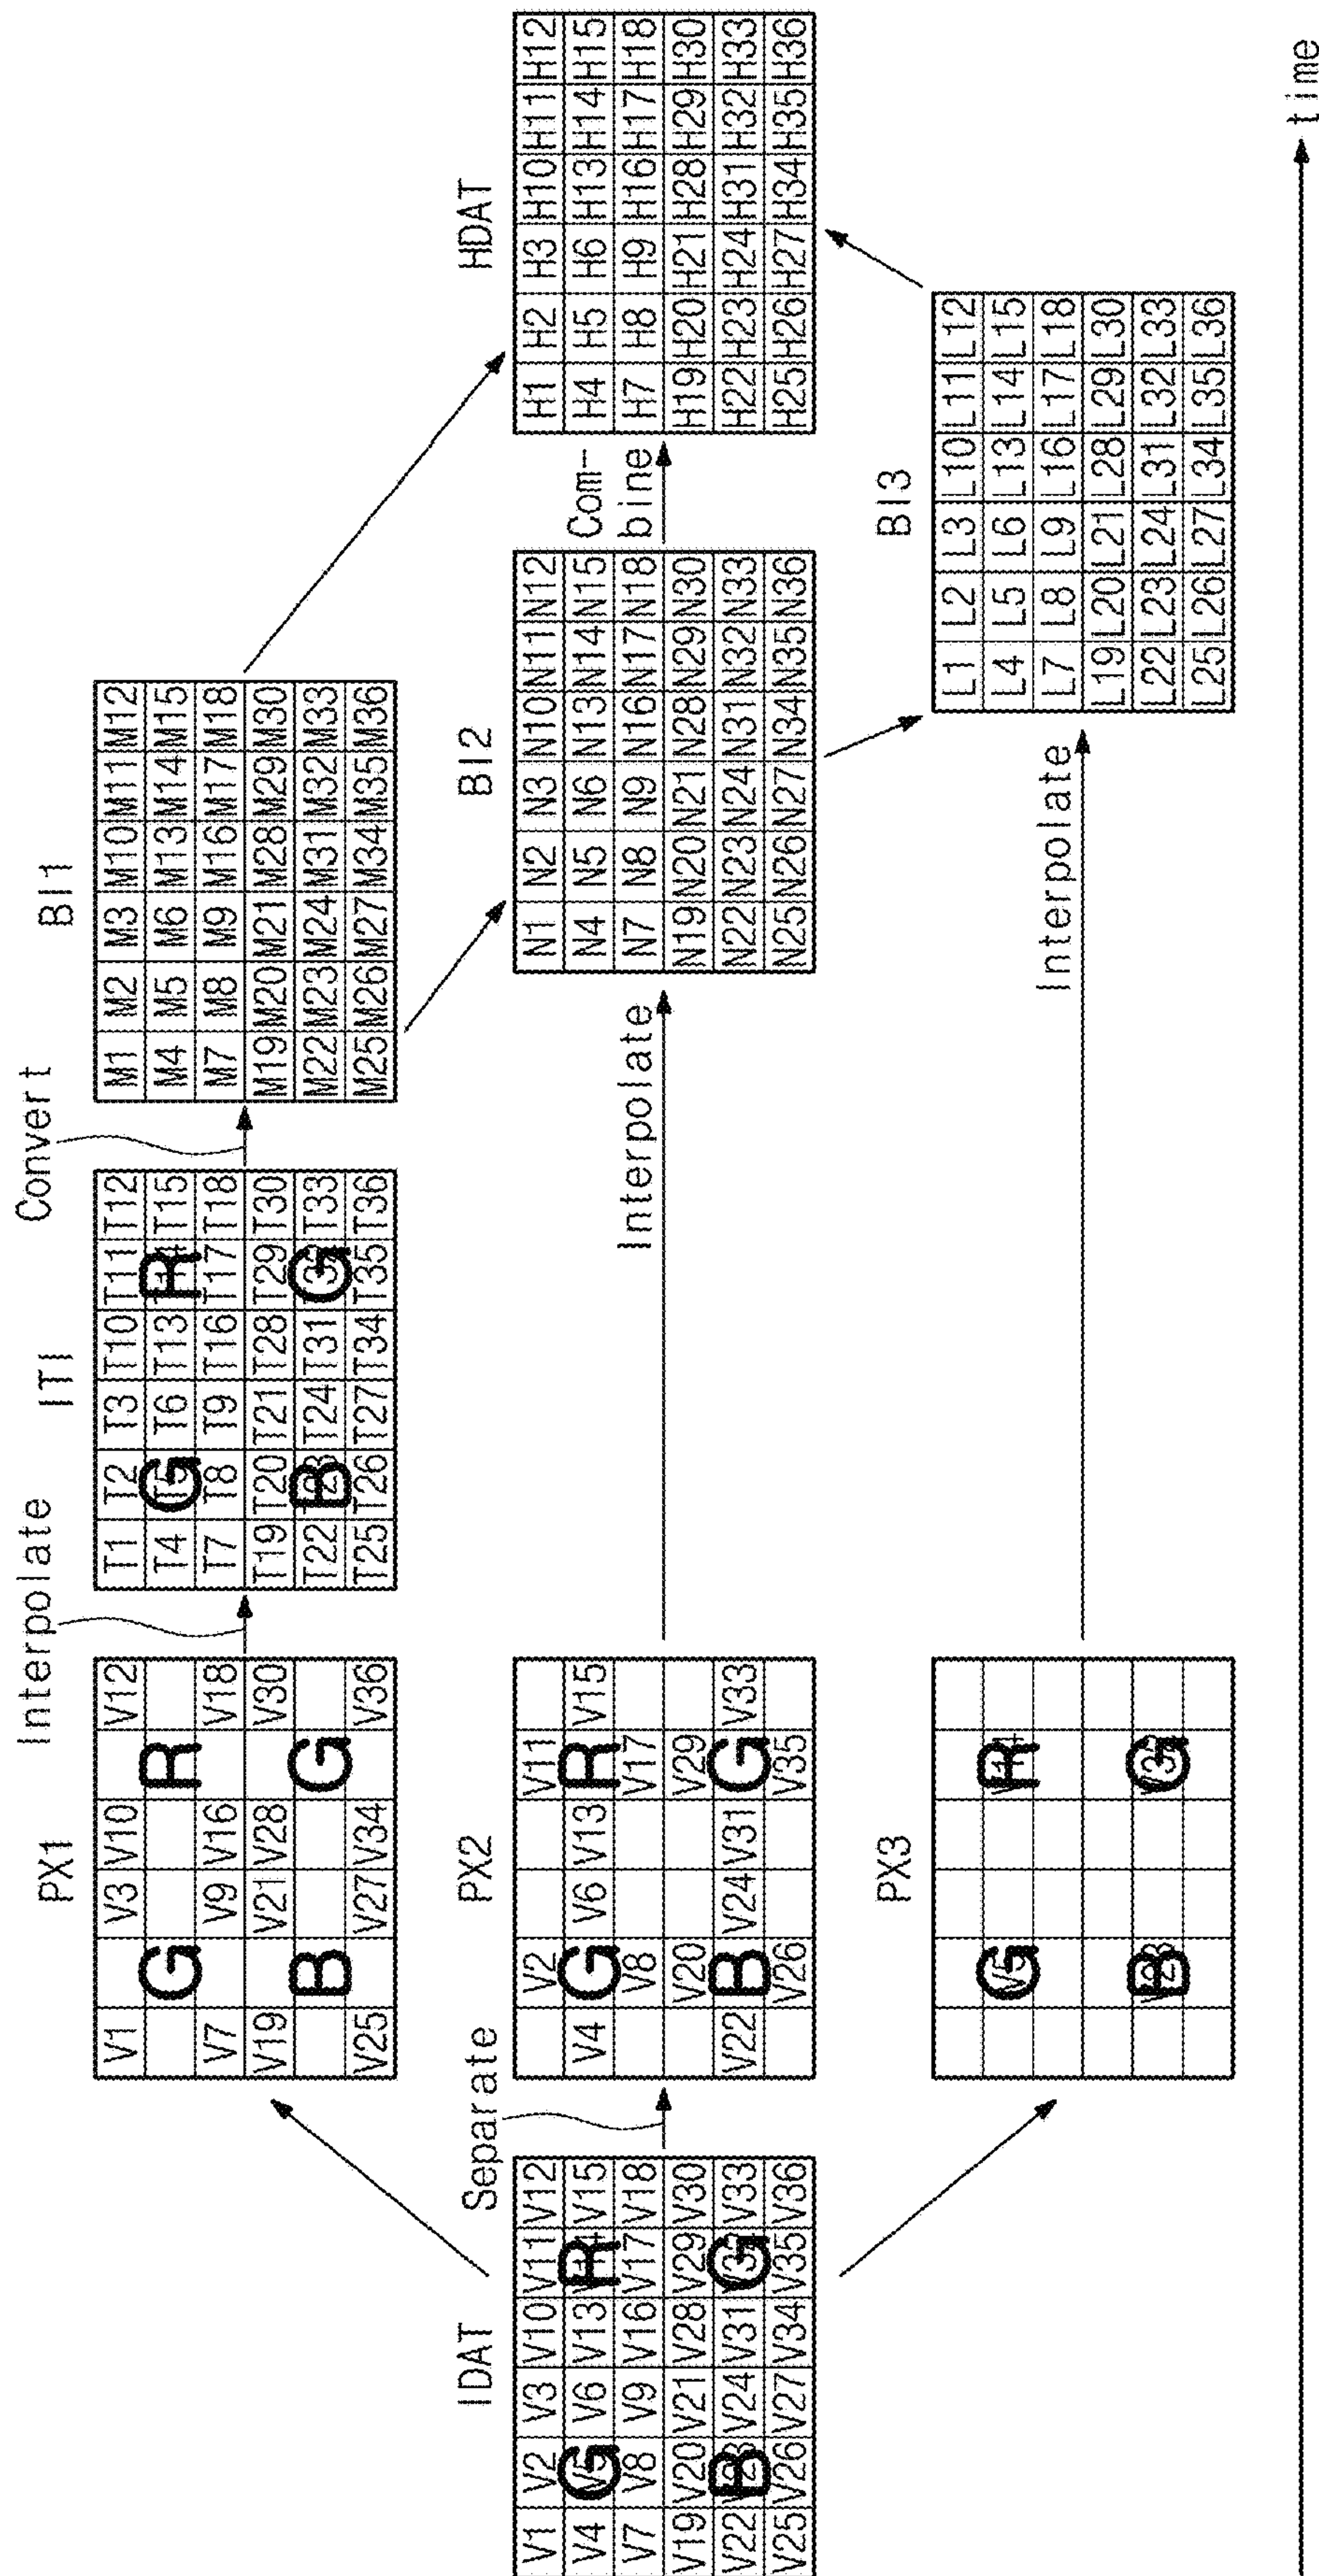 IDAT
V1 V2 V3 V10 V11 V12
V4 V5 V6 V13 V14 V15
V7 V8 V9 V16 V17 V18
V19 V20 V21 V28 V29 V30
V22 V23 V24 V31 V32 V33
V25 V26 V27 V34 V35 V36
G R
B G
Separate
PX1
V1 V3 V10 V12
G R
V7 V9 V16 V18
V19 V21 V28 V30
B G
V25 V27 V34 V36
PX2
V2 V11
V4 G V6 V13 R V15
V8 V17
V20 V29
V22 B V24 V31 G V33
V26 V35
PX3
V5 V14
G R
V23 V32
B G
Interpolate
ITI
T1 T2 T3 T10 T11 T12
T4 T5 T6 T13 T14 T15
T7 T8 T9 T16 T17 T18
T19 T20 T21 T28 T29 T30
T22 T23 T24 T31 T32 T33
T25 T26 T27 T34 T35 T36
G R
B G
Convert
BI1
M1 M2 M3 M10 M11 M12
M4 M5 M6 M13 M14 M15
M7 M8 M9 M16 M17 M18
M19 M20 M21 M28 M29 M30
M22 M23 M24 M31 M32 M33
M25 M26 M27 M34 M35 M36
Interpolate
BI2
N1 N2 N3 N10 N11 N12
N4 N5 N6 N13 N14 N15
N7 N8 N9 N16 N17 N18
N19 N20 N21 N28 N29 N30
N22 N23 N24 N31 N32 N33
N25 N26 N27 N34 N35 N36
Interpolate
BI3
L1 L2 L3 L10 L11 L12
L4 L5 L6 L13 L14 L15
L7 L8 L9 L16 L17 L18
L19 L20 L21 L28 L29 L30
L22 L23 L24 L31 L32 L33
L25 L26 L27 L34 L35 L36
Com-
bine
HDAT
H1 H2 H3 H10 H11 H12
H4 H5 H6 H13 H14 H15
H7 H8 H9 H16 H17 H18
H19 H20 H21 H28 H29 H30
H22 H23 H24 H31 H32 H33
H25 H26 H27 H34 H35 H36
time